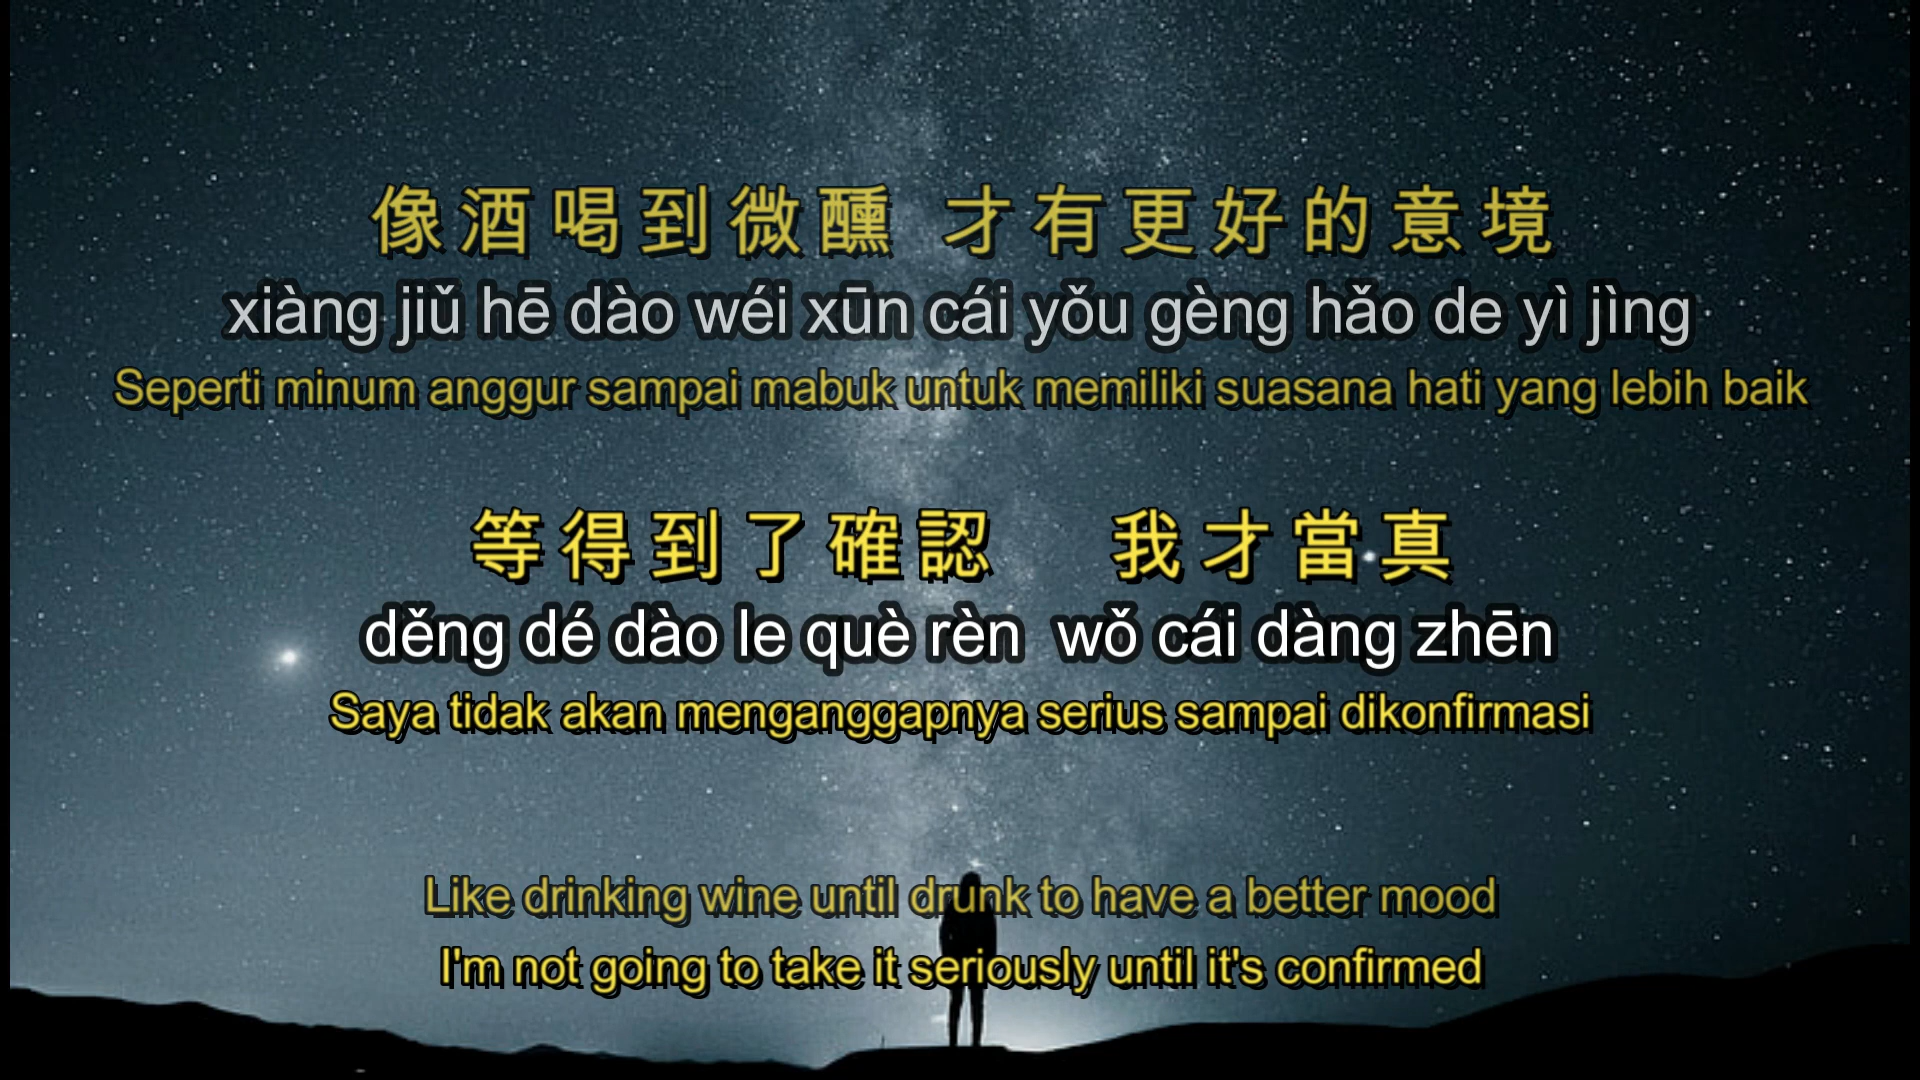 像酒喝到微醺 才有更好的意境
xiàng jiǔ hē dào wéi xūn cái yǒu gèng hǎo de yì jìng
Seperti minum anggur sampai mabuk untuk memiliki suasana hati yang lebih baik
等得到了確認 我才當真
děng dé dào le què rèn wǒ cái dàng zhēn
Saya tidak akan menganggapnya serius sampai dikonfirmasi
Like drinking wine until drunk to have a better mood
I'm not going to take it seriously until it's confirmed